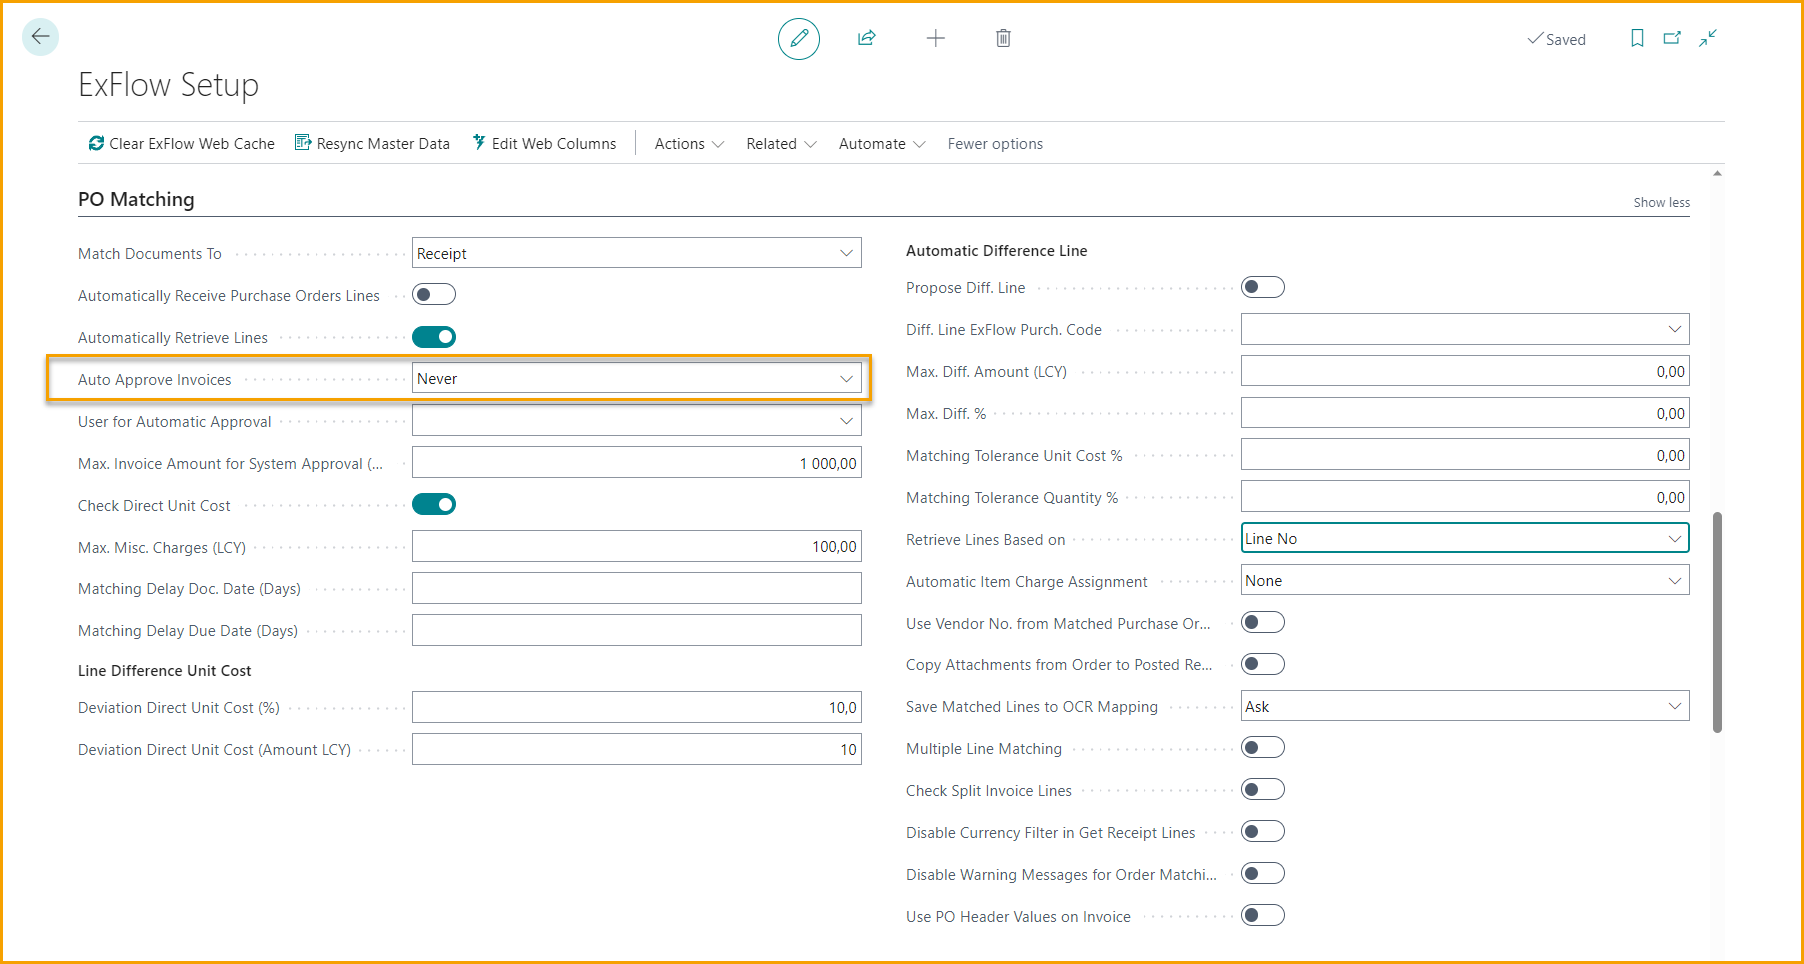 Saved
ExFlow Setup
Clear ExFlow Web Cache Resync Master Data Edit Web Columns Actions Related Automate Fewer options
PO Matching
Show less
Match Documents To Receipt
Automatically Receive Purchase Orders Lines
Automatically Retrieve Lines
Auto Approve Invoices Never
User for Automatic Approval
Max. Invoice Amount for System Approval (... 1 000,00
Check Direct Unit Cost
Max. Misc. Charges (LCY) 100,00
Matching Delay Doc. Date (Days)
Matching Delay Due Date (Days)
Line Difference Unit Cost
Deviation Direct Unit Cost (%) 10,0
Deviation Direct Unit Cost (Amount LCY) 10
Automatic Difference Line
Propose Diff. Line
Diff. Line ExFlow Purch. Code
Max. Diff. Amount (LCY) 0,00
Max. Diff. % 0,00
Matching Tolerance Unit Cost % 0,00
Matching Tolerance Quantity % 0,00
Retrieve Lines Based on Line No
Automatic Item Charge Assignment None
Use Vendor No. from Matched Purchase Or...
Copy Attachments from Order to Posted Re...
Save Matched Lines to OCR Mapping Ask
Multiple Line Matching
Check Split Invoice Lines
Disable Currency Filter in Get Receipt Lines
Disable Warning Messages for Order Matchi...
Use PO Header Values on Invoice